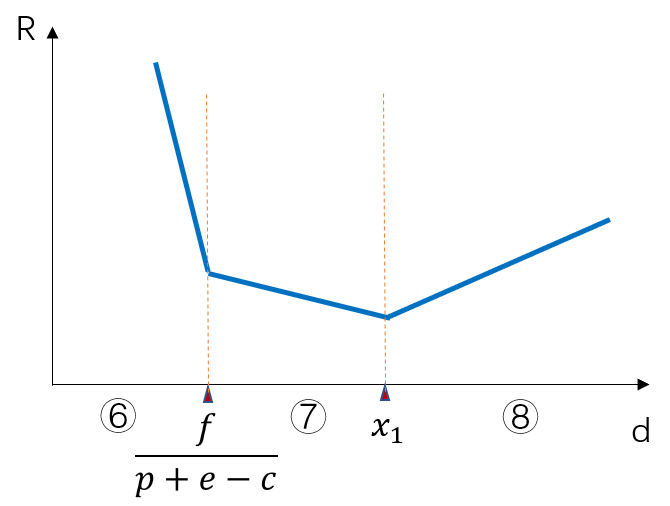 R
⑥ ⑦ ⑧
f x₁ d
p + e − c